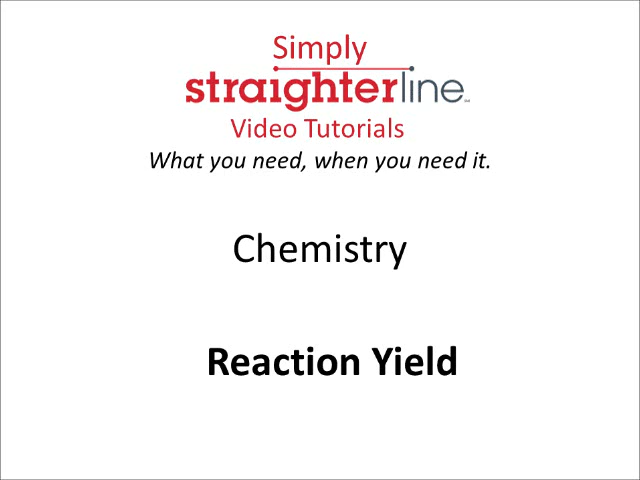 Simply
straighterline
Video Tutorials
What you need, when you need it.
Chemistry
Reaction Yield